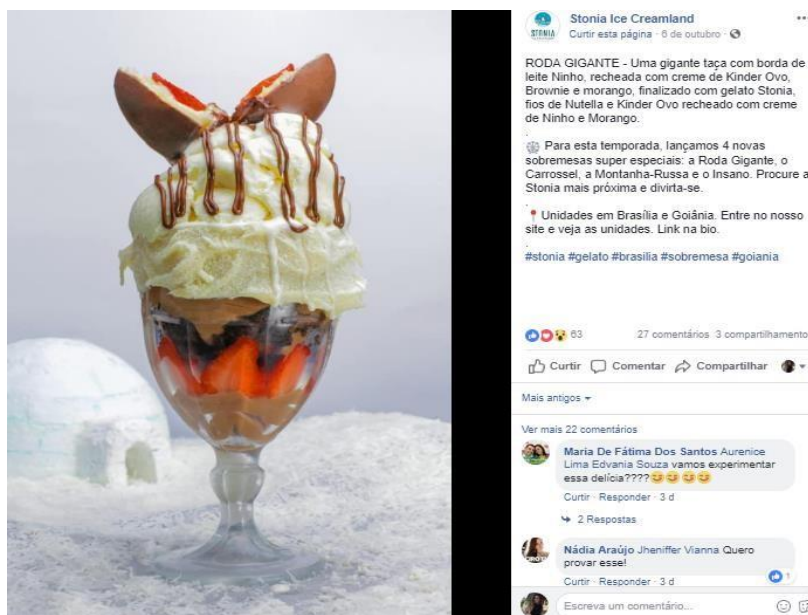 Stonia Ice Creamland
STONIA
Curtir esta página · 6 de outubro ·
RODA GIGANTE - Uma gigante taça com borda de
leite Ninho, recheada com creme de Kinder Ovo,
Brownie e morango, finalizado com gelato Stonia,
fios de Nutella e Kinder Ovo recheado com creme
de Ninho e Morango.
.
🎡 Para esta temporada, lançamos 4 novas
sobremesas super especiais: a Roda Gigante, o
Carrossel, a Montanha-Russa e o Insano. Procure a
Stonia mais próxima e divirta-se.
.
📍 Unidades em Brasília e Goiânia. Entre no nosso
site e veja as unidades. Link na bio.
.
#stonia #gelato #brasilia #sobremesa #goiania
63 27 comentários 3 compartilhamento
Curtir Comentar Compartilhar
Mais antigos
Ver mais 22 comentários
Maria De Fátima Dos Santos Aurenice
Lima Edvania Souza vamos experimentar
essa delícia????😋😋😋😋
Curtir · Responder · 3 d
2 Respostas
Nádia Araújo Jheniffer Vianna Quero
provar esse!
1
Curtir · Responder · 3 d
Escreva um comentário...